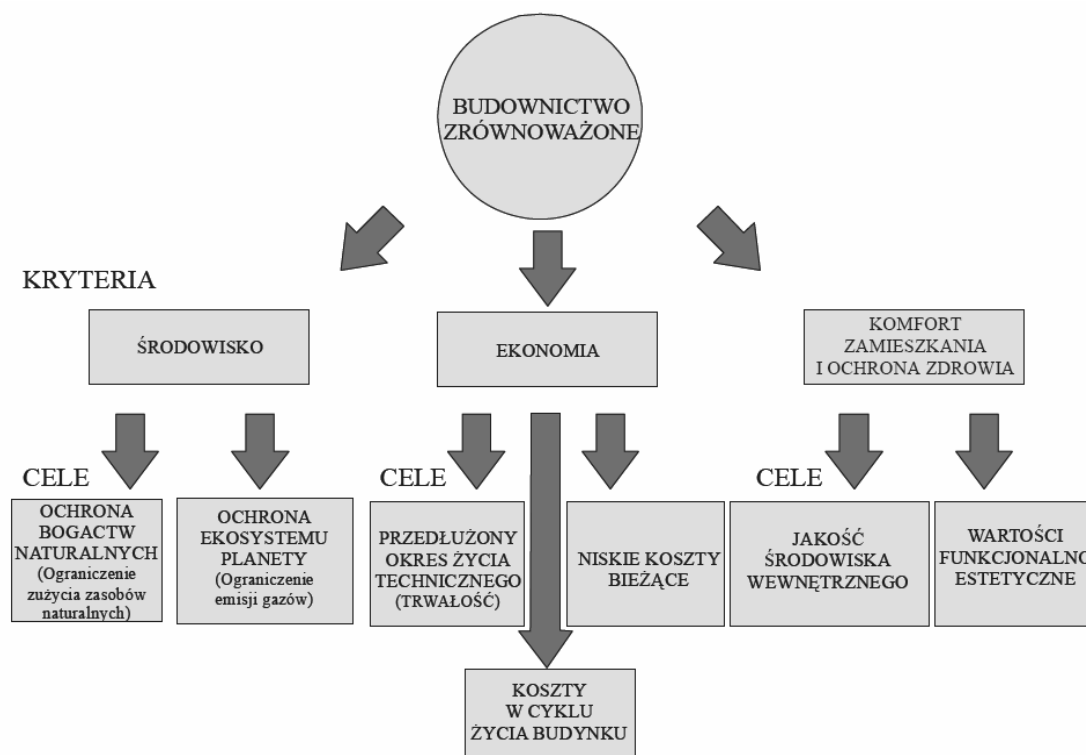 BUDOWNICTWO
ZRÓWNOWAŻONE
KRYTERIA
ŚRODOWISKO
EKONOMIA
KOMFORT
ZAMIESZKANIA
I OCHRONA ZDROWIA
CELE
CELE
CELE
OCHRONA
BOGACTW
NATURALNYCH
(Ograniczenie
zużycia zasobów
naturalnych)
OCHRONA
EKOSYSTEMU
PLANETY
(Ograniczenie
emisji gazów)
PRZEDŁUŻONY
OKRES ŻYCIA
TECHNICZNEGO
(TRWAŁOŚĆ)
NISKIE KOSZTY
BIEŻĄCE
JAKOŚĆ
ŚRODOWISKA
WEWNĘTRZNEGO
WARTOŚCI
FUNKCJONALNO
ESTETYCZNE
KOSZTY
W CYKLU
ŻYCIA BUDYNKU